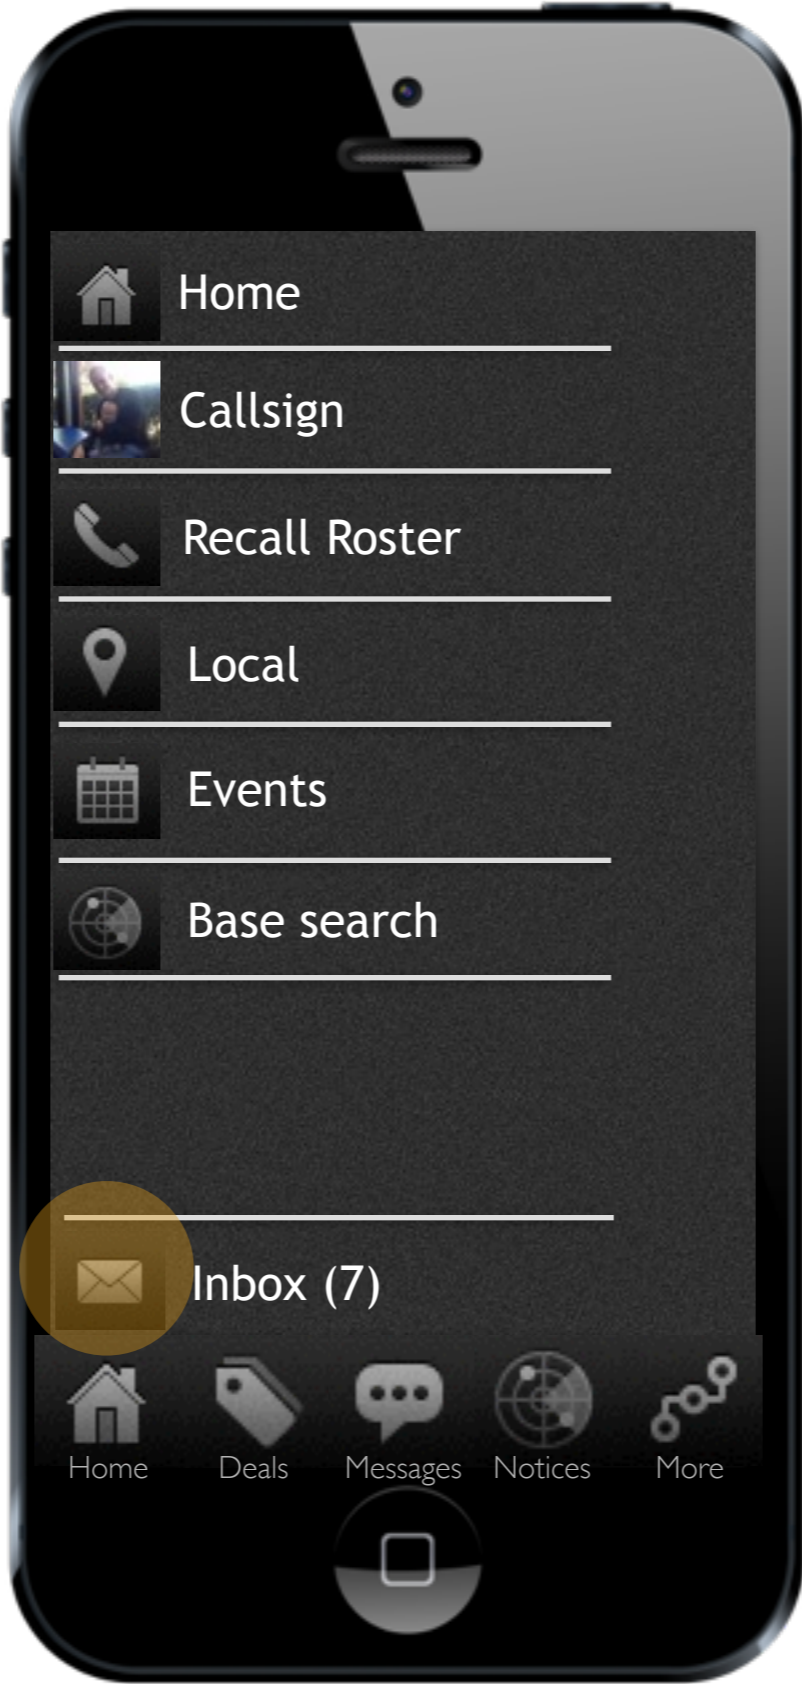 Home
Callsign
Recall Roster
Local
Events
Base search
Inbox (7)
Home Deals Messages Notices More